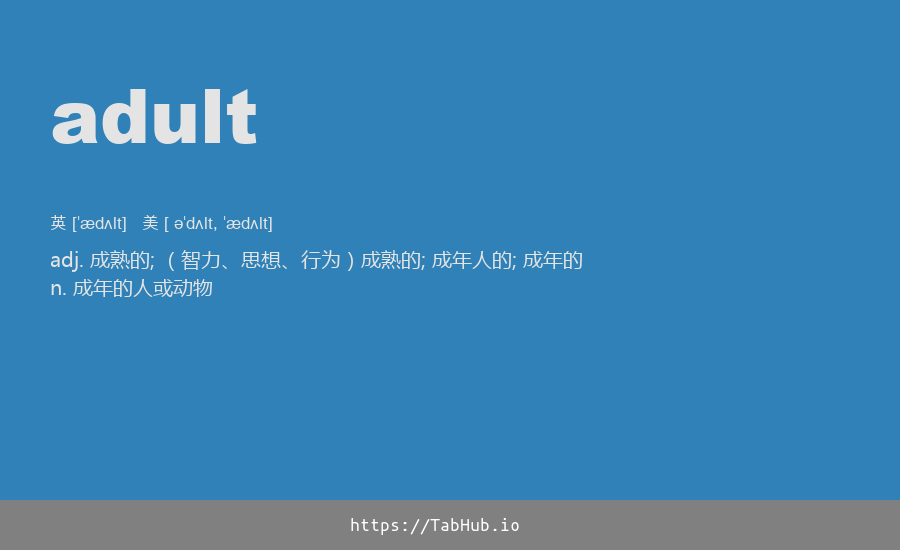 adult
英 [ˈædʌlt] 美 [ əˈdʌlt, ˈædʌlt]
adj. 成熟的; （智力、思想、行为）成熟的; 成年人的; 成年的
n. 成年的人或动物
https://TabHub.io